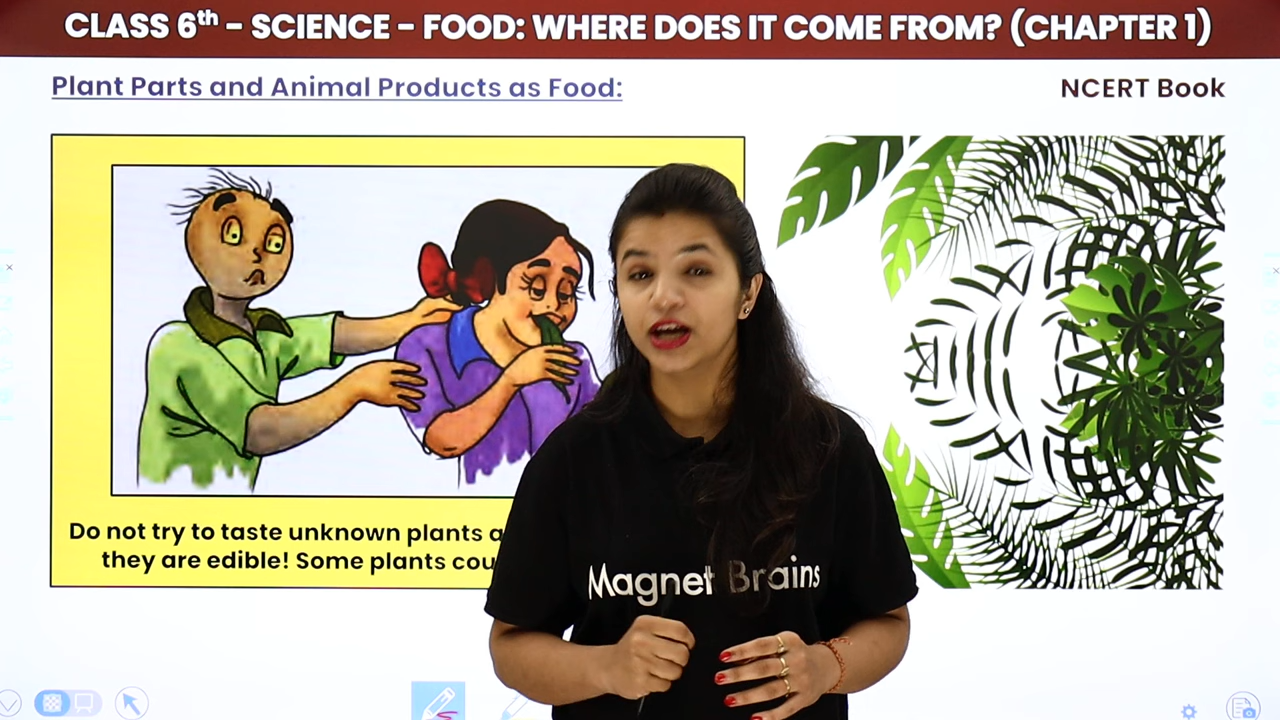 CLASS 6th – SCIENCE – FOOD: WHERE DOES IT COME FROM? (CHAPTER 1)
Plant Parts and Animal Products as Food:
NCERT Book
Do not try to taste unknown plants
they are edible! Some plants
Magnet Brains